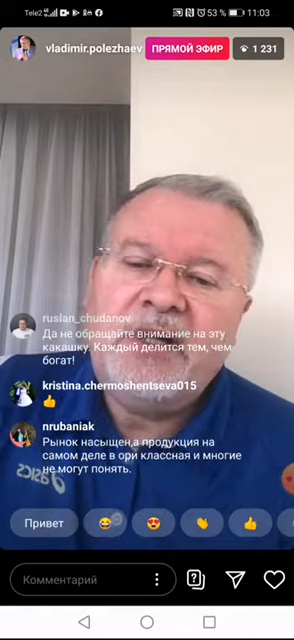 Tele2 53 % 11:03
vladimir.polezhaev ПРЯМОЙ ЭФИР 1 231
ruslan_chudanov
Да не обращайте внимание на эту
какашку. Каждый делится тем, чем
богат!
kristina.chermoshentseva015
nrubaniak
Рынок насыщен,а продукция на
самом деле в ори классная и многие
не могут понять.
asics
Привет
Комментарий